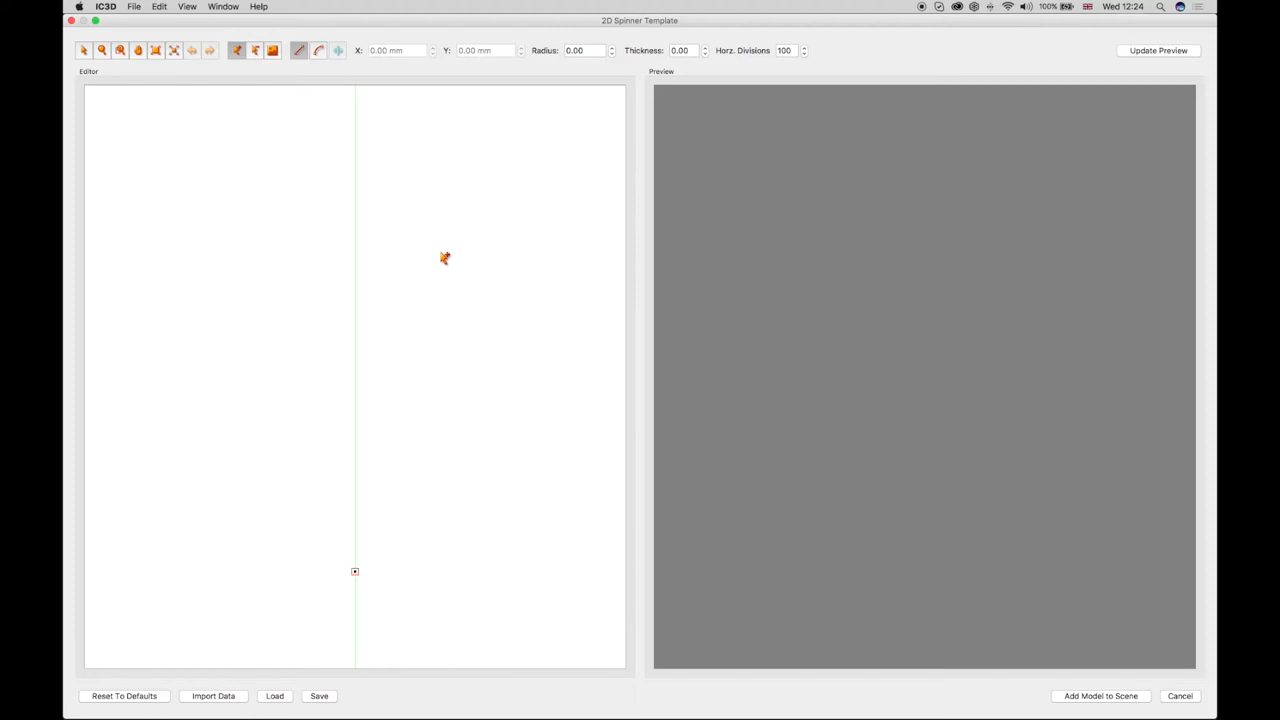 IC3D File Edit View Window Help 100% Wed 12:24
2D Spinner Template
X: 0.00 mm Y: 0.00 mm Radius: 0.00 Thickness: 0.00 Horz. Divisions 100 Update Preview
Editor Preview
Reset To Defaults Import Data Load Save Add Model to Scene Cancel